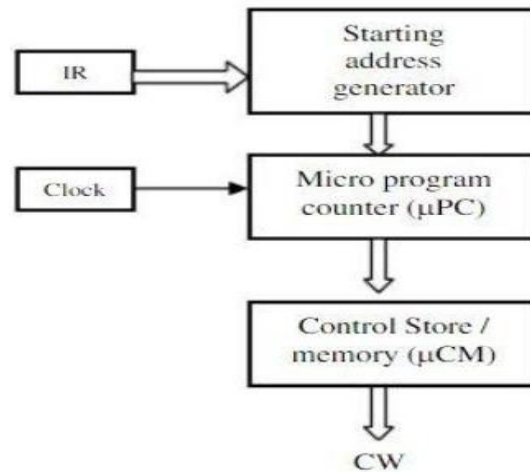 Starting
address
generator
IR
Micro program
counter (μPC)
Clock
Control Store /
memory (μCM)
CW